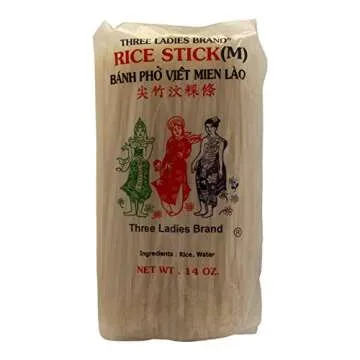 THREE LADIES BRAND®
RICE STICK(M)
BÁNH PHỞ VIÊT MIEN LÀO
尖竹汶粿條
Three Ladies Brand ®
Ingredients : Rice, Water
NET WT . 14 OZ.